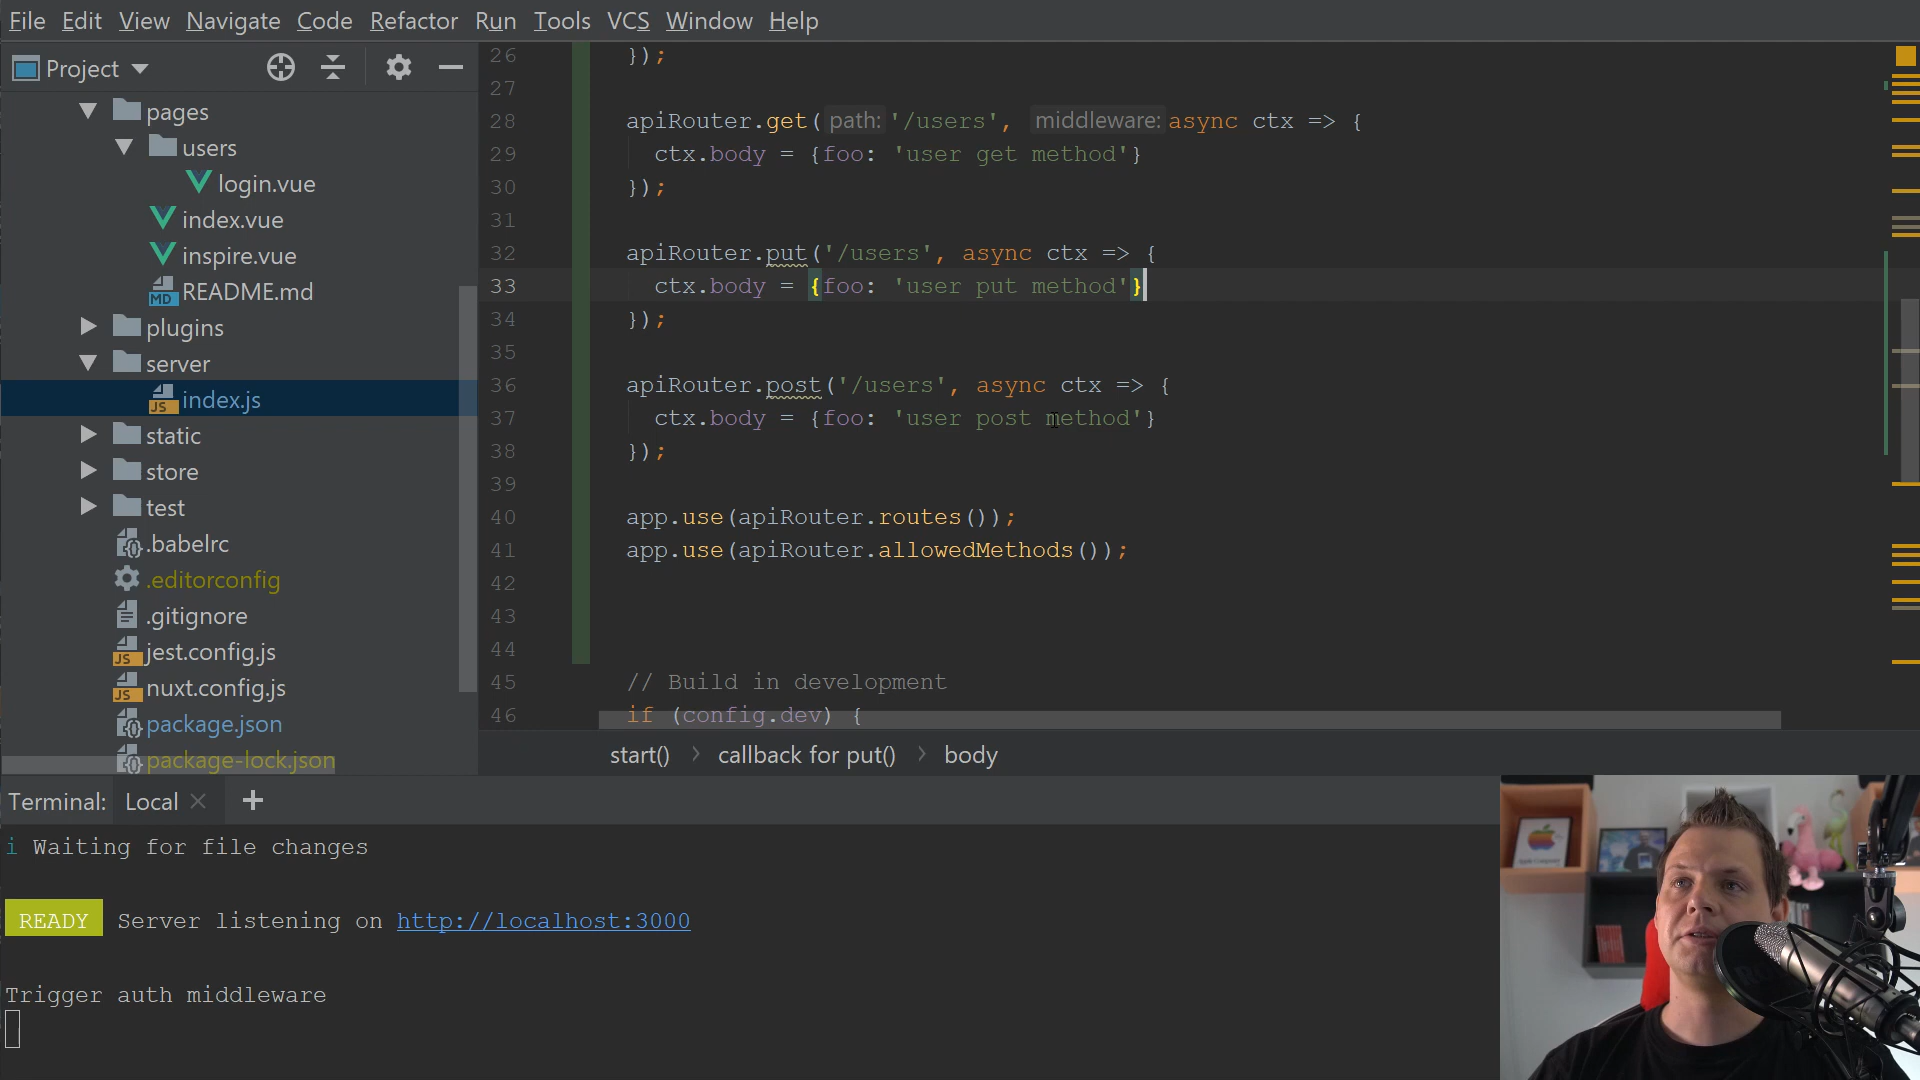 File Edit View Navigate Code Refactor Run Tools VCS Window Help
Project
pages
users
login.vue
index.vue
inspire.vue
MD README.md
plugins
server
JS index.js
static
store
test
.babelrc
.editorconfig
.gitignore
JS jest.config.js
JS nuxt.config.js
package.json
package-lock.json
26 });
27
28 apiRouter.get( path: '/users', middleware: async ctx => {
29 ctx.body = {foo: 'user get method'}
30 });
31
32 apiRouter.put('/users', async ctx => {
33 ctx.body = {foo: 'user put method'}
34 });
35
36 apiRouter.post('/users', async ctx => {
37 ctx.body = {foo: 'user post method'}
38 });
39
40 app.use(apiRouter.routes());
41 app.use(apiRouter.allowedMethods());
42
43
44
45 // Build in development
46 if (config.dev) {
start() > callback for put() > body
Terminal: Local × +
i Waiting for file changes
READY Server listening on http://localhost:3000
Trigger auth middleware